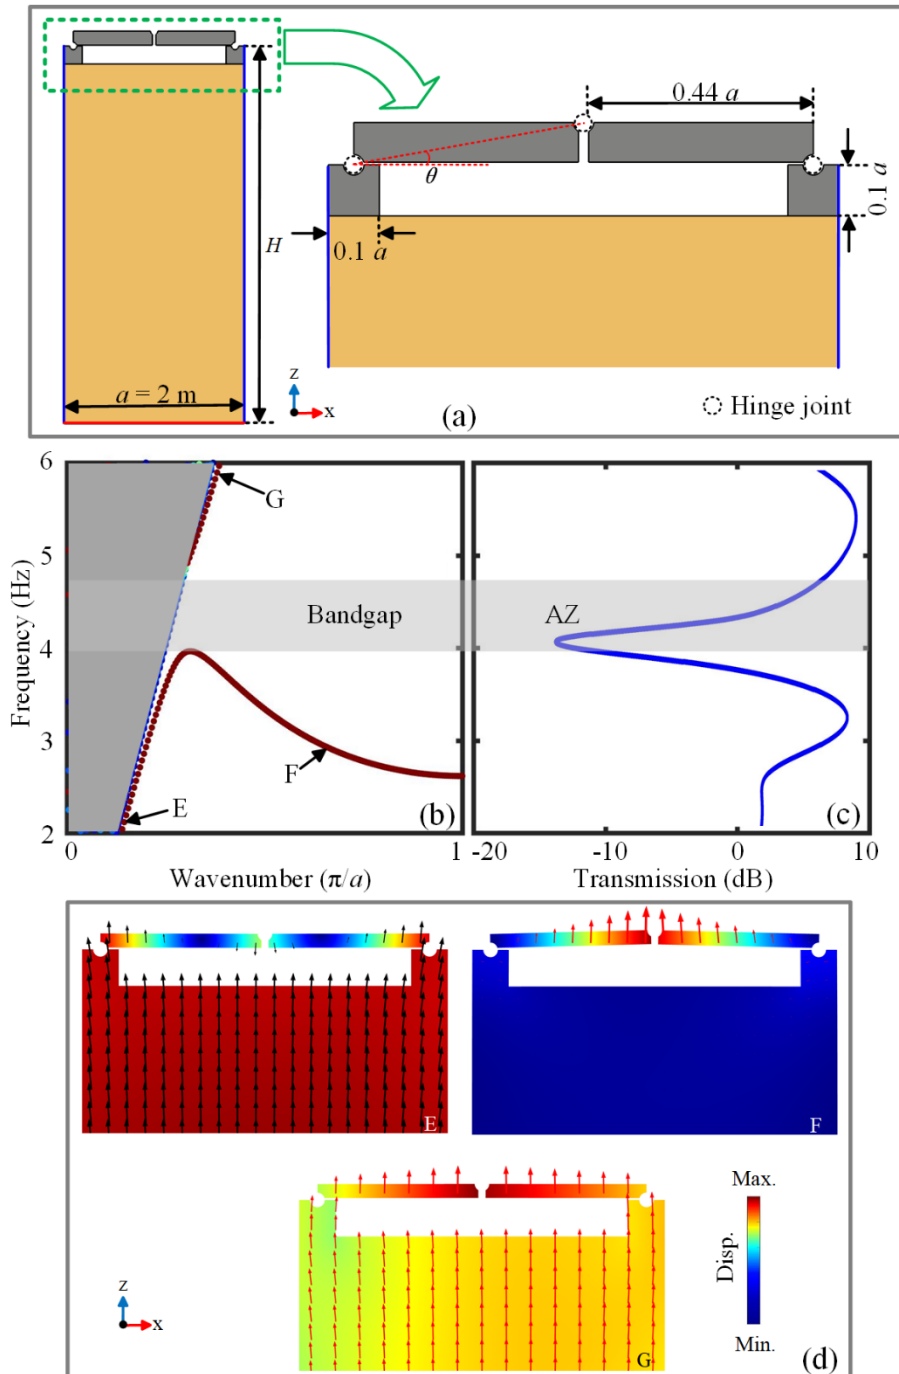 0.44 a
θ
0.1 a
0.1 a
H
a = 2 m
z
x
Hinge joint
(a)
6
5
4
3
2
Frequency (Hz)
G
Bandgap
F
E
(b)
0
1
Wavenumber (π/a)
AZ
(c)
-20
-10
0
10
Transmission (dB)
E
F
G
Max.
Disp.
Min.
z
x
(d)